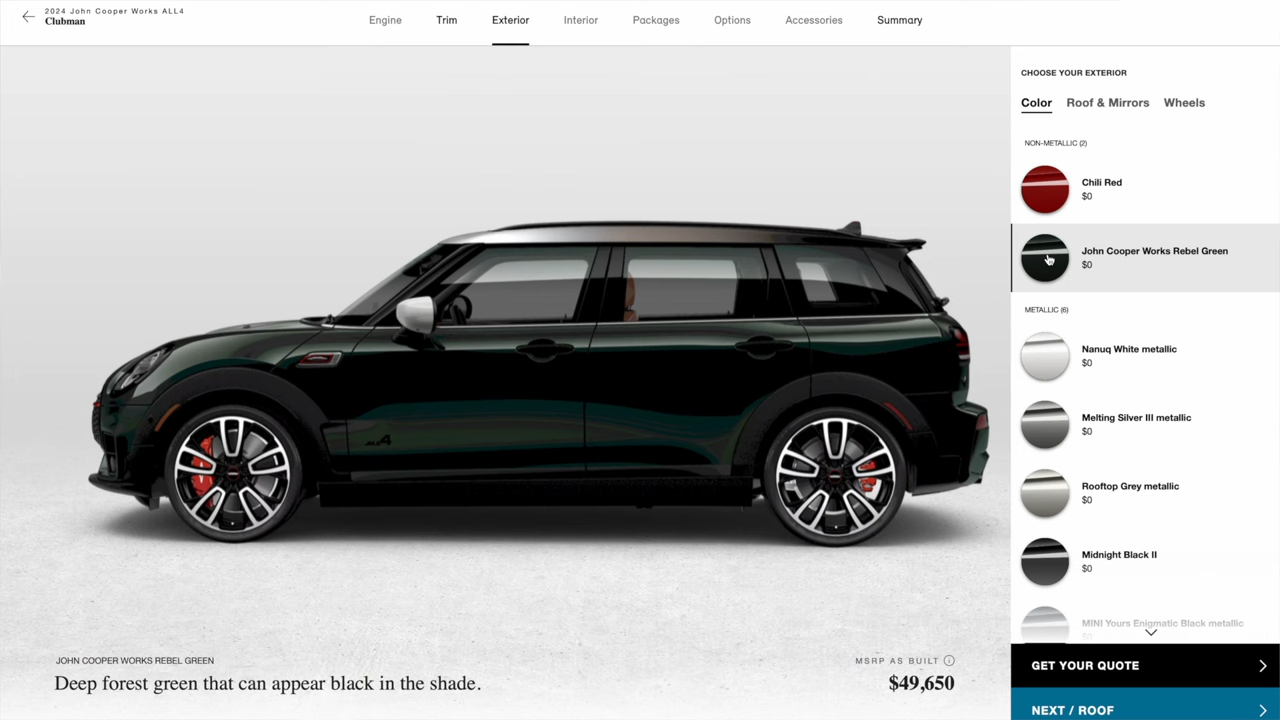 2024 John Cooper Works ALL4
Clubman
Engine
Trim
Exterior
Interior
Packages
Options
Accessories
Summary
CHOOSE YOUR EXTERIOR
Color
Roof & Mirrors
Wheels
NON-METALLIC (2)
Chili Red
$0
John Cooper Works Rebel Green
$0
METALLIC (6)
Nanuq White metallic
$0
Melting Silver III metallic
$0
Rooftop Grey metallic
$0
Midnight Black II
$0
MINI Yours Enigmatic Black metallic
$0
ALL4
JOHN COOPER WORKS REBEL GREEN
Deep forest green that can appear black in the shade.
MSRP AS BUILT
$49,650
GET YOUR QUOTE
NEXT / ROOF